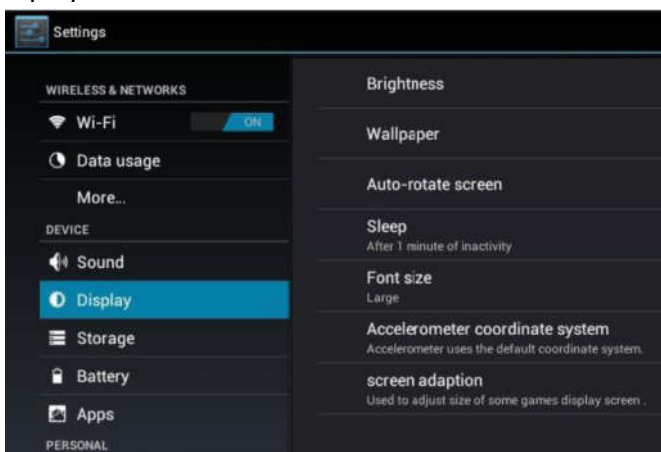 Settings
WIRELESS & NETWORKS
Wi-Fi ON
Data usage
More...
DEVICE
Sound
Display
Storage
Battery
Apps
PERSONAL
Brightness
Wallpaper
Auto-rotate screen
Sleep
After 1 minute of inactivity
Font size
Large
Accelerometer coordinate system
Accelerometer uses the default coordinate system.
screen adaption
Used to adjust size of some games display screen .